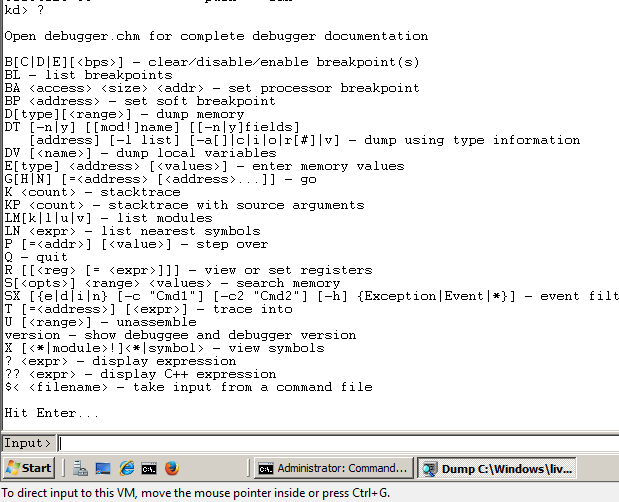 kd> ?
Open debugger.chm for complete debugger documentation
B[C|D|E][<bps>] - clear/disable/enable breakpoint(s)
BL - list breakpoints
BA <access> <size> <addr> - set processor breakpoint
BP <address> - set soft breakpoint
D[type][<range>] - dump memory
DT [-n|y] [[mod!]name] [[-n|y]fields]
[address] [-l list] [-a[]|c|i|o|r[#]|v] - dump using type information
DV [<name>] - dump local variables
E[type] <address> [<values>] - enter memory values
G[H|N] [=<address> [<address>...]] - go
K <count> - stacktrace
KP <count> - stacktrace with source arguments
LM[k|l|u|v] - list modules
LN <expr> - list nearest symbols
P [=<addr>] [<value>] - step over
Q - quit
R [[<reg> [= <expr>]]] - view or set registers
S[<opts>] <range> <values> - search memory
SX [{e|d|i|n} [-c "Cmd1"] [-c2 "Cmd2"] [-h] {Exception|Event|*}] - event filt
T [=<address>] [<expr>] - trace into
U [<range>] - unassemble
version - show debuggee and debugger version
X [<*|module>!]<*|symbol> - view symbols
? <expr> - display expression
?? <expr> - display C++ expression
$< <filename> - take input from a command file
Hit Enter...
Input>
Start
Administrator: Command...
Dump C:\Windows\liv...
To direct input to this VM, move the mouse pointer inside or press Ctrl+G.